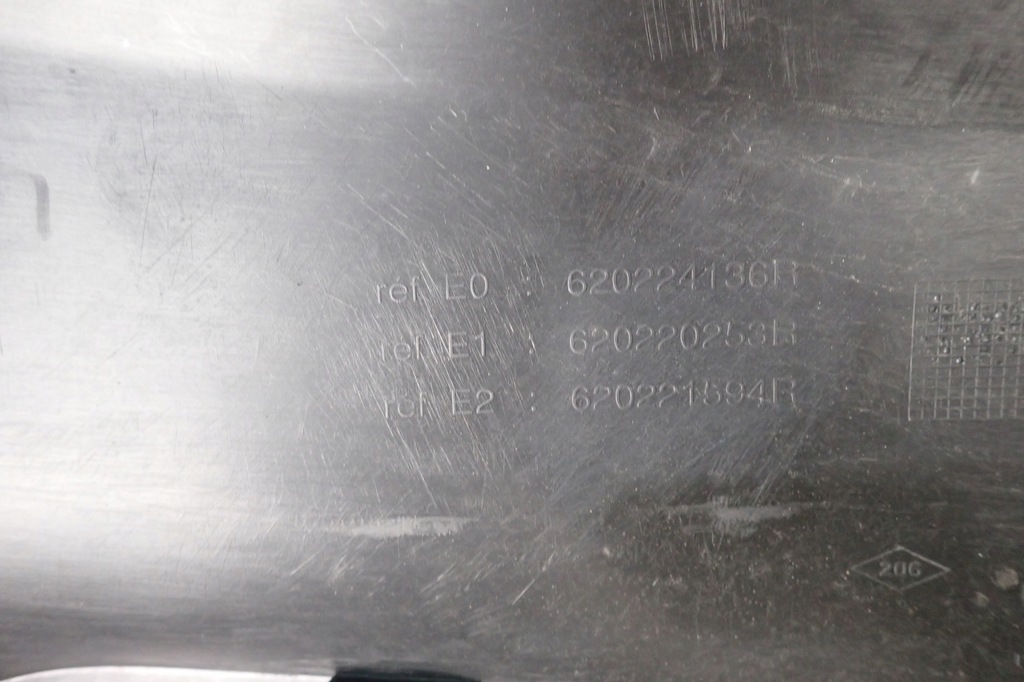 ref E0 : 620224136R
ref E1 : 620220253R
ref E2 : 620221594R
206